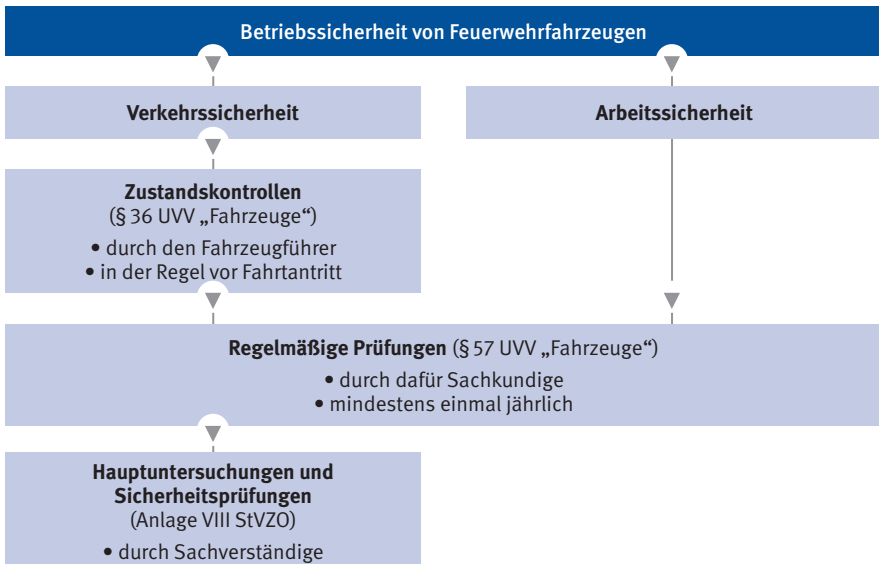 Betriebssicherheit von Feuerwehrfahrzeugen
Verkehrssicherheit
Arbeitssicherheit
Zustandskontrollen
(§ 36 UVV „Fahrzeuge“)
• durch den Fahrzeugführer
• in der Regel vor Fahrtantritt
Regelmäßige Prüfungen (§ 57 UVV „Fahrzeuge“)
• durch dafür Sachkundige
• mindestens einmal jährlich
Hauptuntersuchungen und
Sicherheitsprüfungen
(Anlage VIII StVZO)
• durch Sachverständige